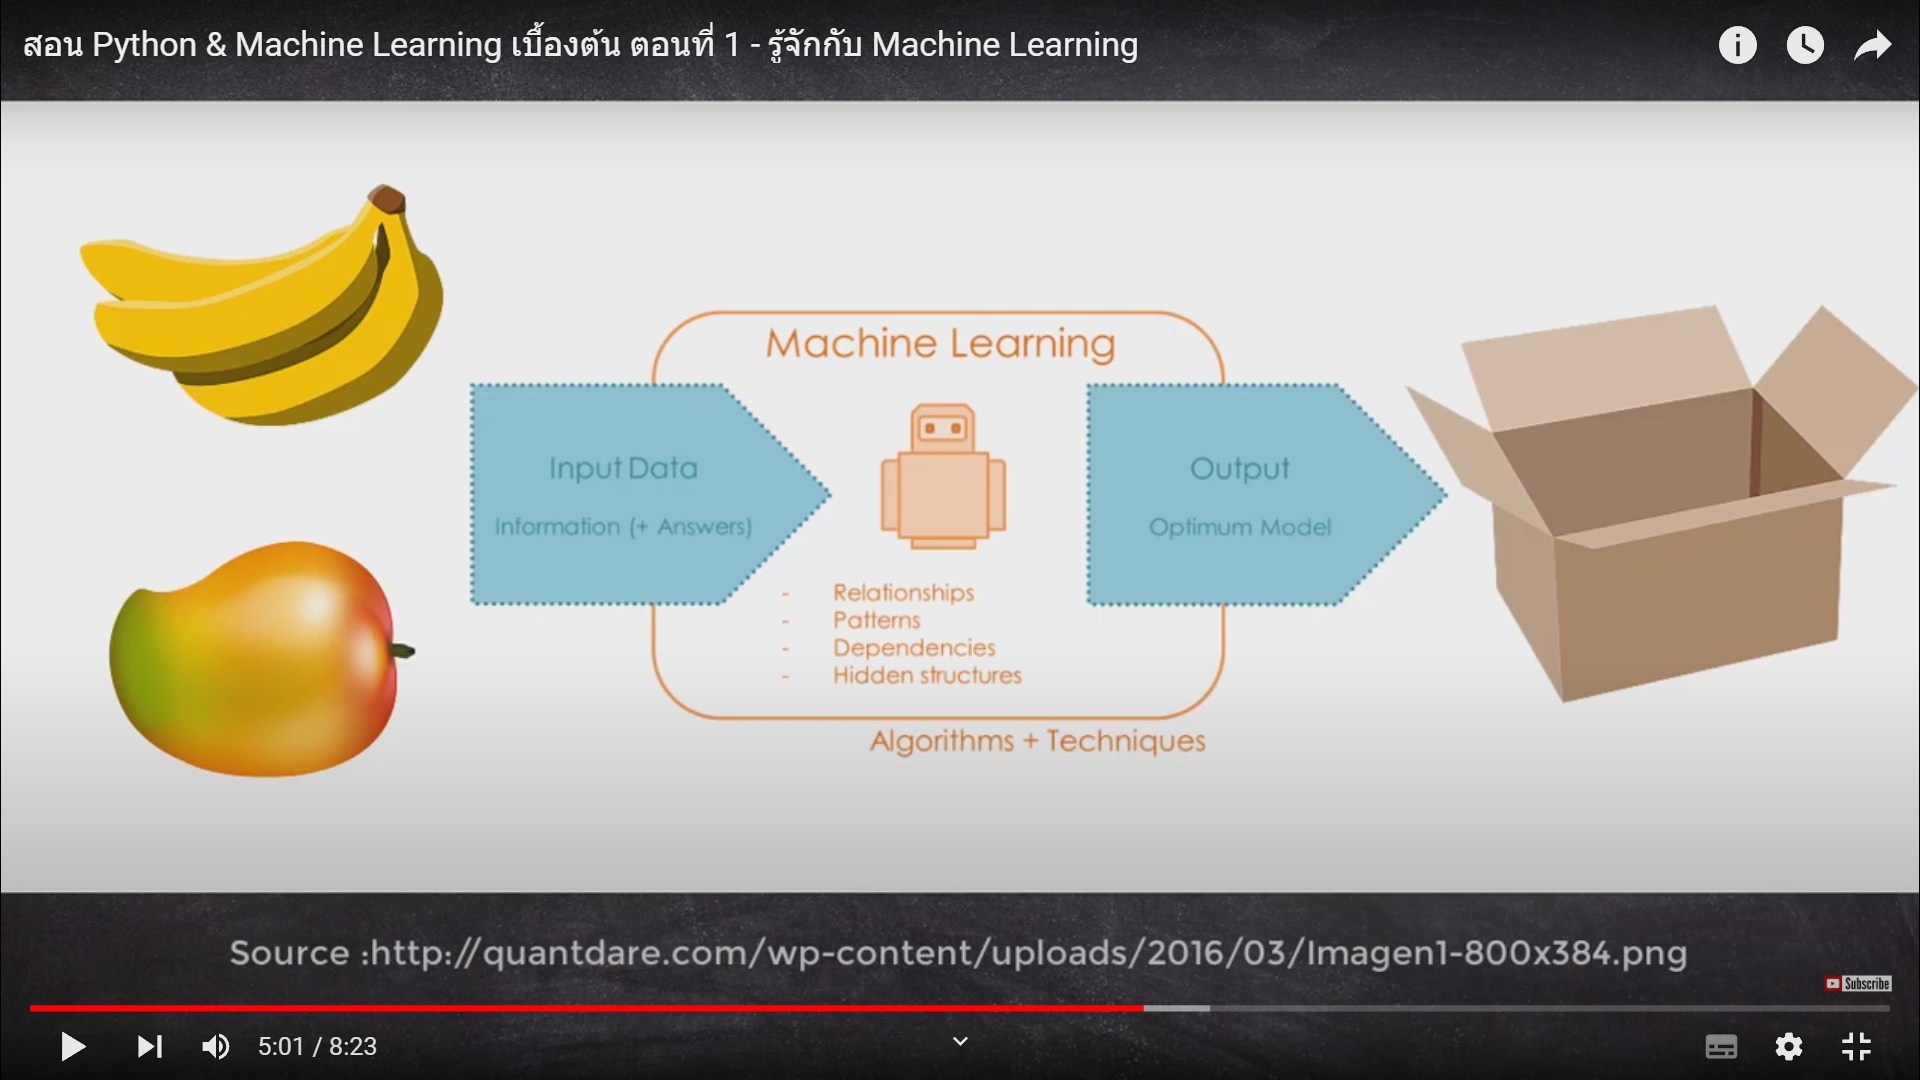 สอน Python & Machine Learning เบื้องต้น ตอนที่ 1 - รู้จักกับ Machine Learning
Machine Learning
Input Data
Information (+ Answers)
Output
Optimum Model
- Relationships
- Patterns
- Dependencies
- Hidden structures
Algorithms + Techniques
Source :http://quantdare.com/wp-content/uploads/2016/03/Imagen1-800x384.png
Subscribe
5:01 / 8:23